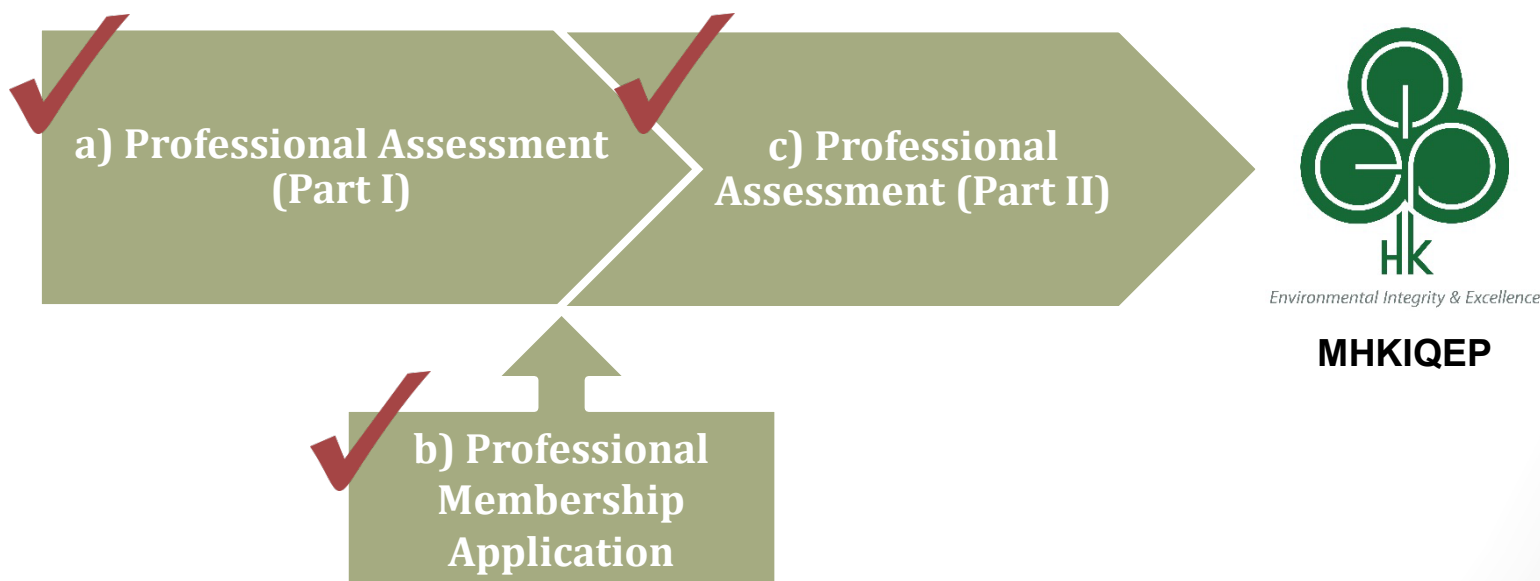 a) Professional Assessment
(Part I)
c) Professional
Assessment (Part II)
HK
Environmental Integrity & Excellence
MHKIQEP
b) Professional
Membership
Application